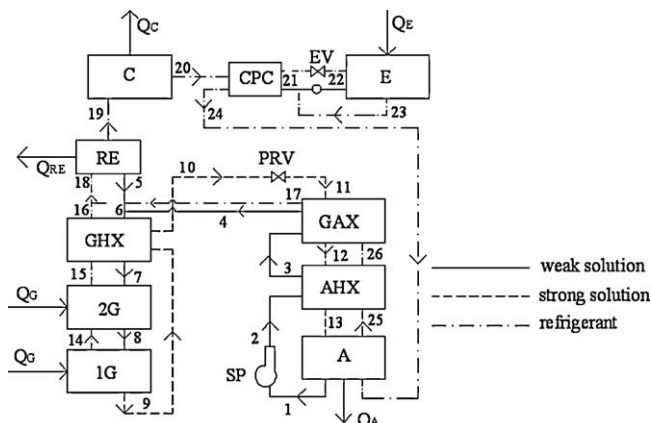 Qc QE
EV
C 20 CPC 21 22 E
24 23
19
QRE RE 10 PRV
18 5 17 11
16 6 4 GAX
GHX 12 26
3
15 7 AHX weak solution
QG 2G 2 13 25 strong solution
14 8 refrigerant
QG 1G SP A
9 1
QA